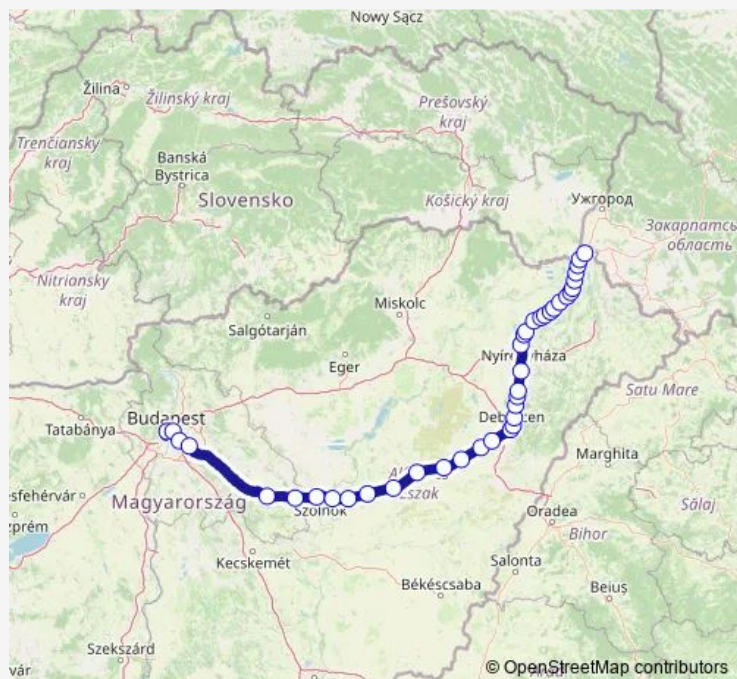 Nowy Sącz
Žilina
Žilinský kraj
Prešovský
kraj
Trenčiansky
kraj
Banská
Bystrica
Slovensko
Košický kraj
Ужгород
Закарпатсь
область
Nitriansky
kraj
Salgótarján
Miskolc
Eger
Satu Mare
Tatabánya
Budapest
Marghita
Magyarország
Észak
Oradea
Sălaj
Bihor
Kecskemét
Salonta
Békéscsaba
Beiuș
Szekszárd
© OpenStreetMap contributors